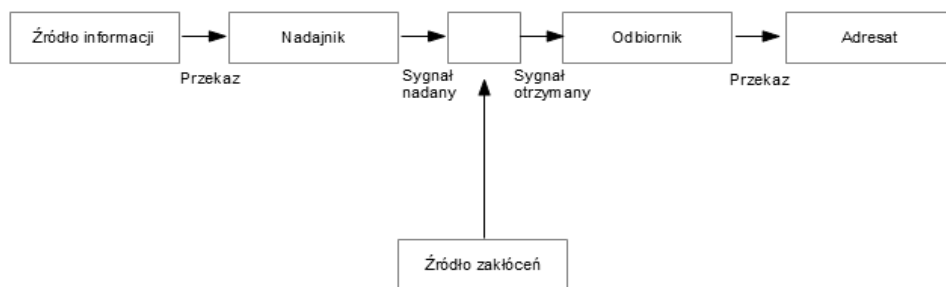 Źródło informacji
Nadajnik
Odbiornik
Adresat
Przekaz
Sygnał
nadany
Sygnał
otrzymany
Przekaz
Źródło zakłóceń